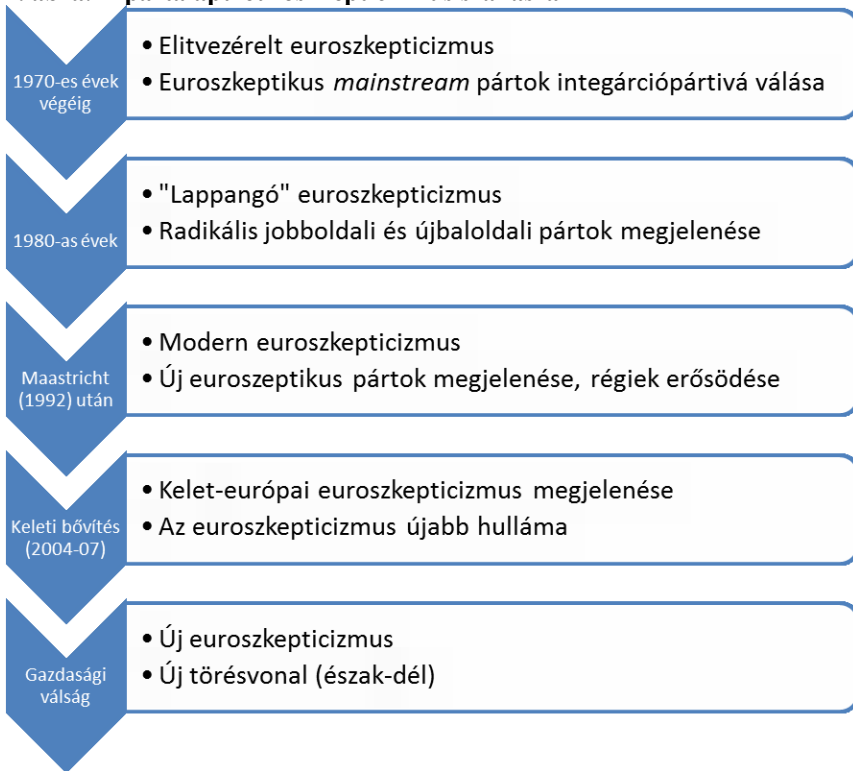 1970-es évek
végéig
• Elitvezérelt euroszkepticizmus
• Euroszkeptikus mainstream pártok integárciópártivá válása
1980-as évek
• "Lappangó" euroszkepticizmus
• Radikális jobboldali és újbaloldali pártok megjelenése
Maastricht
(1992) után
• Modern euroszkepticizmus
• Új euroszeptikus pártok megjelenése, régiek erősödése
Keleti bővítés
(2004-07)
• Kelet-európai euroszkepticizmus megjelenése
• Az euroszkepticizmus újabb hulláma
Gazdasági
válság
• Új euroszkepticizmus
• Új törésvonal (észak-dél)